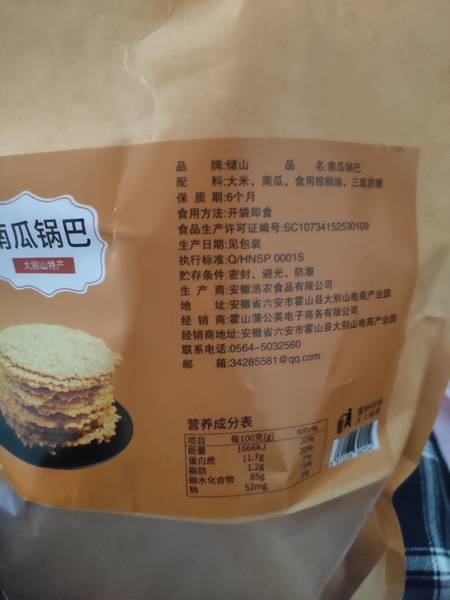 南瓜锅巴
大别山特产
品 牌:储山 品 名:南瓜锅巴
配 料:大米，南瓜，食用棕榈油，三氯蔗糖
保 质 期:6个月
食用方法:开袋即食
食品生产许可证编号:SC10734152530109
生产日期:见包装
执行标准:Q/HNSP 0001S
贮存条件:密封、避光、防潮
生 产 商:安徽浩农食品有限公司
地 址:安徽省六安市霍山县大别山电商产业园
经 销 商:霍山蒲公英电子商务有限公司
经销商地址:安徽省六安市霍山县大别山电商产业园
联系电话:0564-5032560
邮 箱:34285581@qq.com
营养成分表
项目 每100克(g) NRV%
能量 1666kJ 20%
蛋白质 11.7g 20%
脂肪 1.2g 2%
碳水化合物 85g
钠 52mg